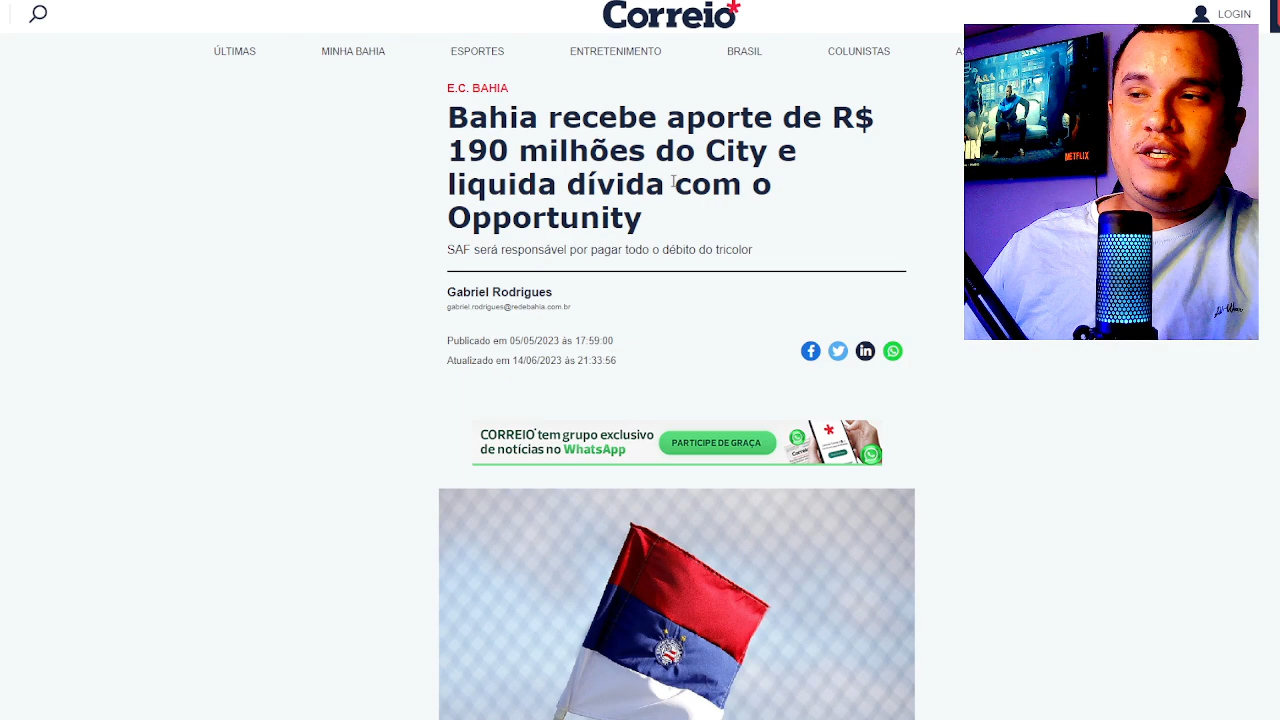 Correio*
LOGIN
ÚLTIMAS
MINHA BAHIA
ESPORTES
ENTRETENIMENTO
BRASIL
COLUNISTAS
E.C. BAHIA
Bahia recebe aporte de R$
190 milhões do City e
liquida dívida com o
Opportunity
SAF será responsável por pagar todo o débito do tricolor
Gabriel Rodrigues
gabriel.rodrigues@redebahia.com.br
Publicado em 05/05/2023 às 17:59:00
Atualizado em 14/06/2023 às 21:33:56
CORREIO* tem grupo exclusivo
de notícias no WhatsApp
PARTICIPE DE GRAÇA
NETFLIX